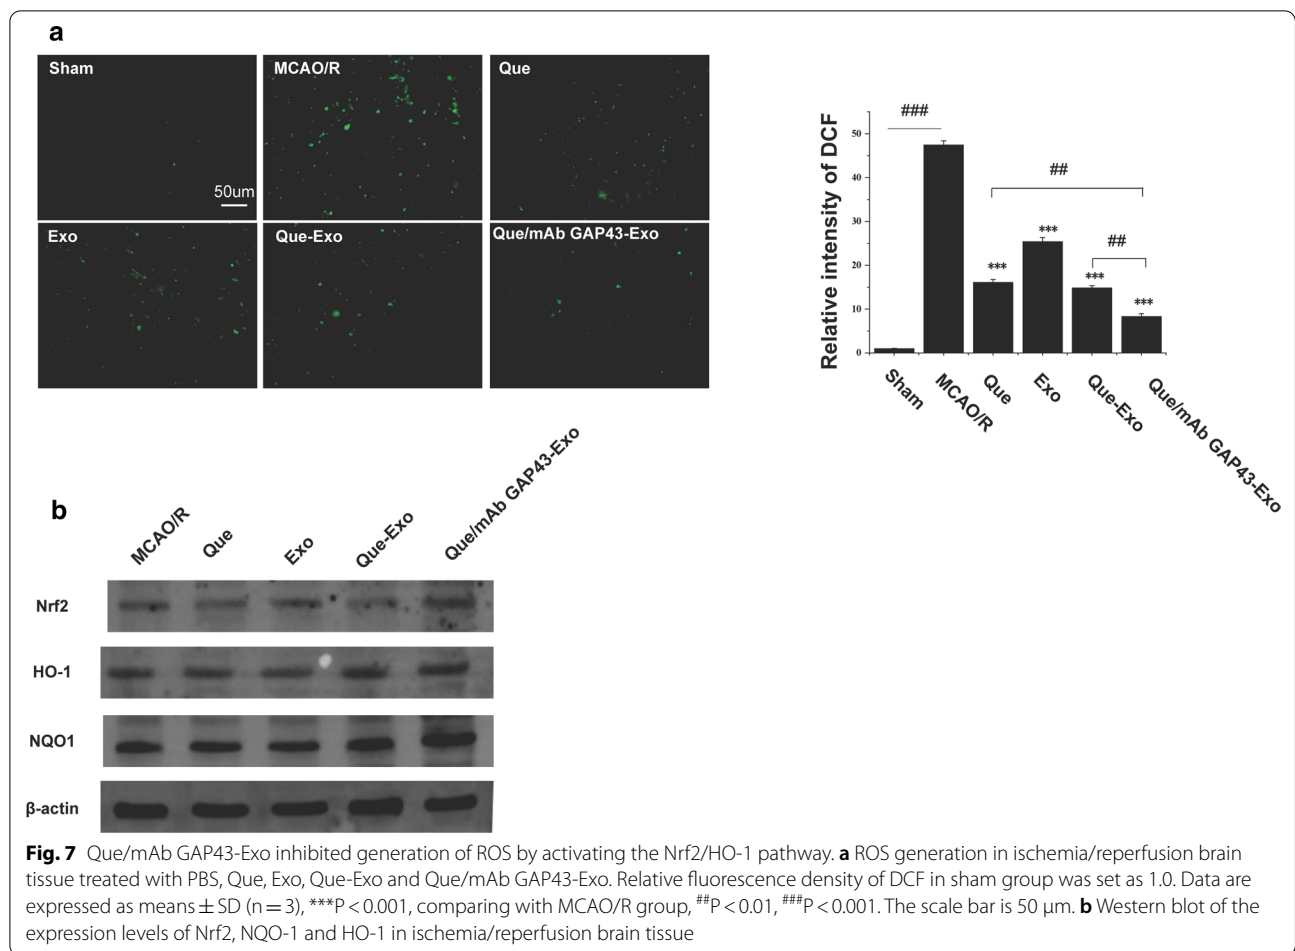 a
Sham
MCAO/R
Que
50um
Exo
Que-Exo
Que/mAb GAP43-Exo
Relative intensity of DCF
50
40
30
20
10
0
###
##
##
***
***
***
***
Sham
MCAO/R
Que
Exo
Que-Exo
Que/mAb GAP43-Exo
b
MCAO/R
Que
Exo
Que-Exo
Que/mAb GAP43-Exo
Nrf2
HO-1
NQO1
β-actin
Fig. 7 Que/mAb GAP43-Exo inhibited generation of ROS by activating the Nrf2/HO-1 pathway. a ROS generation in ischemia/reperfusion brain
tissue treated with PBS, Que, Exo, Que-Exo and Que/mAb GAP43-Exo. Relative fluorescence density of DCF in sham group was set as 1.0. Data are
expressed as means ± SD (n = 3), ***P < 0.001, comparing with MCAO/R group, ##P < 0.01, ###P < 0.001. The scale bar is 50 μm. b Western blot of the
expression levels of Nrf2, NQO-1 and HO-1 in ischemia/reperfusion brain tissue